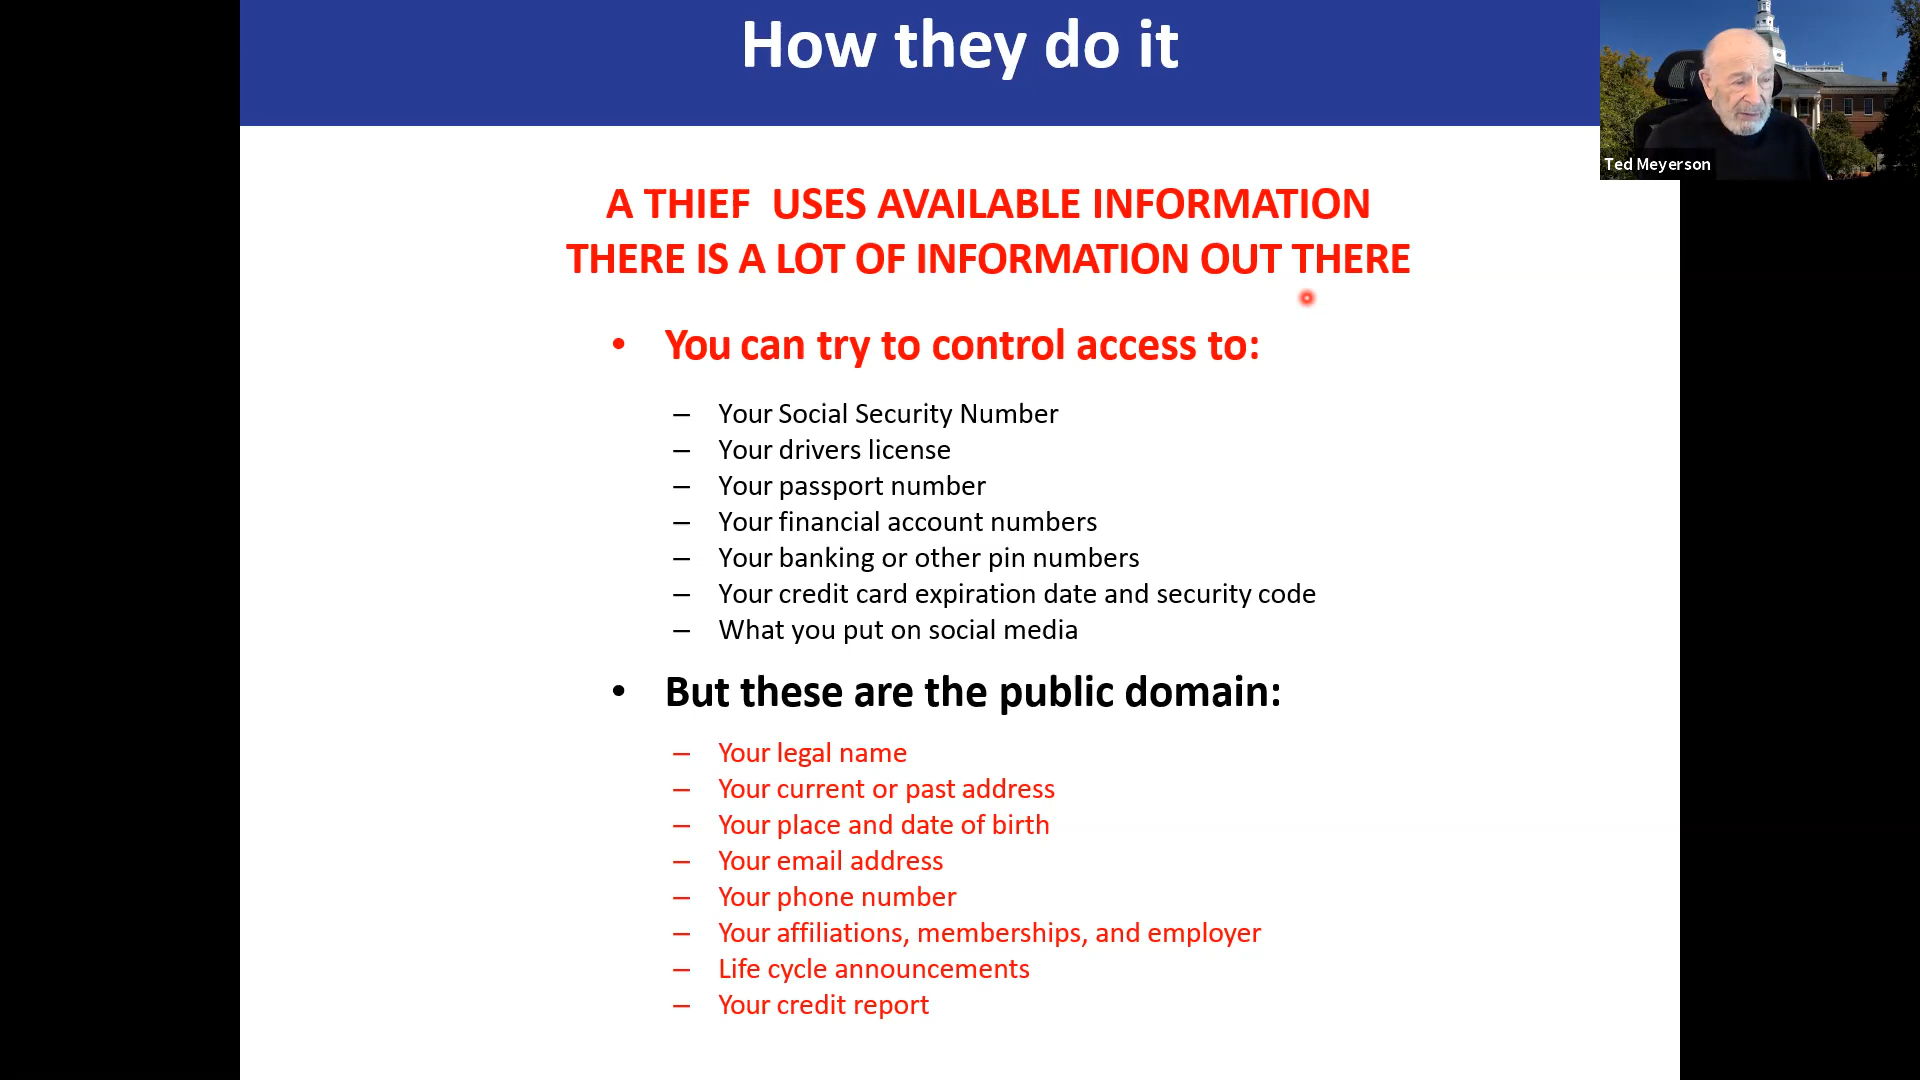 How they do it
Ted Meyerson
A THIEF  USES AVAILABLE INFORMATION
THERE IS A LOT OF INFORMATION OUT THERE
• You can try to control access to:
– Your Social Security Number
– Your drivers license
– Your passport number
– Your financial account numbers
– Your banking or other pin numbers
– Your credit card expiration date and security code
– What you put on social media
• But these are the public domain:
– Your legal name
– Your current or past address
– Your place and date of birth
– Your email address
– Your phone number
– Your affiliations, memberships, and employer
– Life cycle announcements
– Your credit report